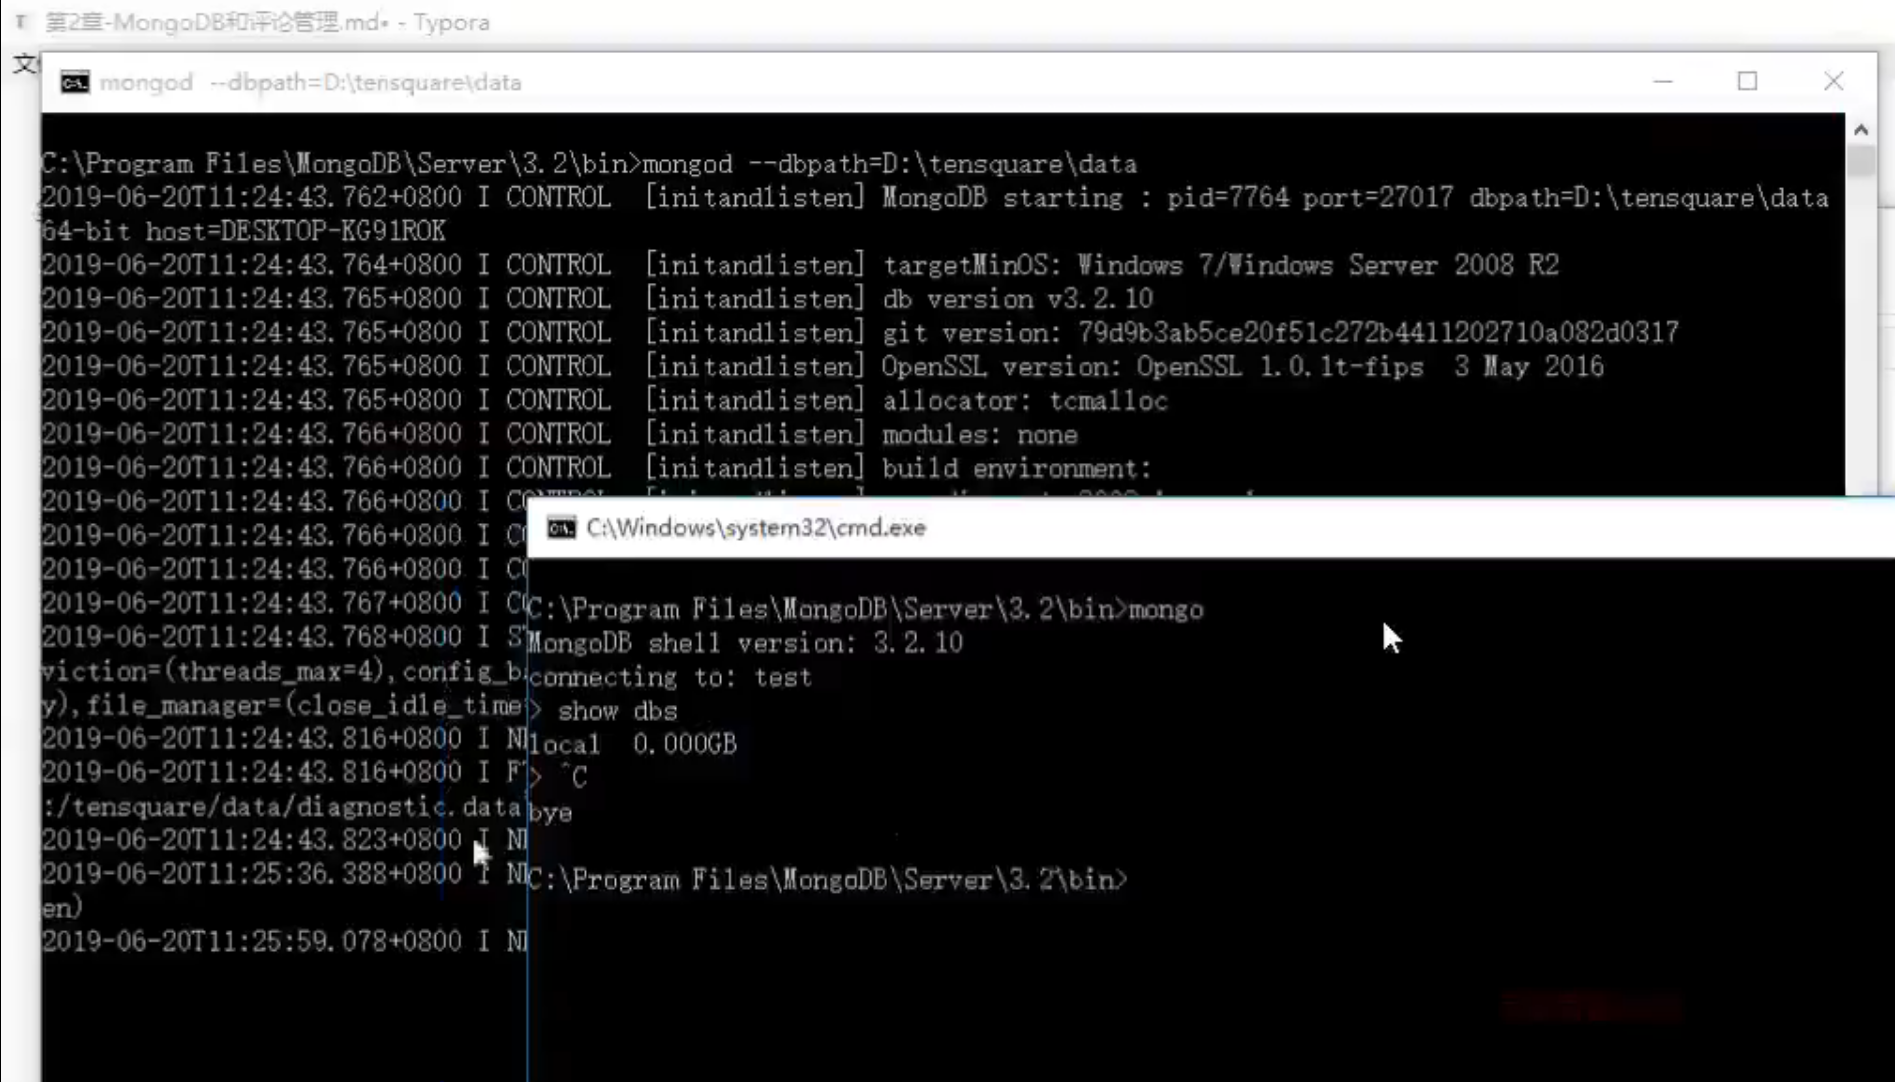 第2章-MongoDB和评论管理.md• - Typora
文
mongod --dbpath=D:\tensquare\data
C:\Program Files\MongoDB\Server\3.2\bin>mongod --dbpath=D:\tensquare\data
2019-06-20T11:24:43.762+0800 I CONTROL [initandlisten] MongoDB starting : pid=7764 port=27017 dbpath=D:\tensquare\data
64-bit host=DESKTOP-KG91ROK
2019-06-20T11:24:43.764+0800 I CONTROL [initandlisten] targetMinOS: Windows 7/Windows Server 2008 R2
2019-06-20T11:24:43.765+0800 I CONTROL [initandlisten] db version v3.2.10
2019-06-20T11:24:43.765+0800 I CONTROL [initandlisten] git version: 79d9b3ab5ce20f51c272b4411202710a082d0317
2019-06-20T11:24:43.765+0800 I CONTROL [initandlisten] OpenSSL version: OpenSSL 1.0.1t-fips 3 May 2016
2019-06-20T11:24:43.765+0800 I CONTROL [initandlisten] allocator: tcmalloc
2019-06-20T11:24:43.766+0800 I CONTROL [initandlisten] modules: none
2019-06-20T11:24:43.766+0800 I CONTROL [initandlisten] build environment:
2019-06-20T11:24:43.766+0800 I CO
2019-06-20T11:24:43.766+0800 I CO
2019-06-20T11:24:43.766+0800 I CO
2019-06-20T11:24:43.767+0800 I CO
2019-06-20T11:24:43.768+0800 I S
viction=(threads_max=4),config_b
y),file_manager=(close_idle_time
2019-06-20T11:24:43.816+0800 I N
2019-06-20T11:24:43.816+0800 I F
:/tensquare/data/diagnostic.data
2019-06-20T11:24:43.823+0800 I N
2019-06-20T11:25:36.388+0800 I N
en)
2019-06-20T11:25:59.078+0800 I N
C:\Windows\system32\cmd.exe
C:\Program Files\MongoDB\Server\3.2\bin>mongo
MongoDB shell version: 3.2.10
connecting to: test
> show dbs
local 0.000GB
> ^C
bye
C:\Program Files\MongoDB\Server\3.2\bin>